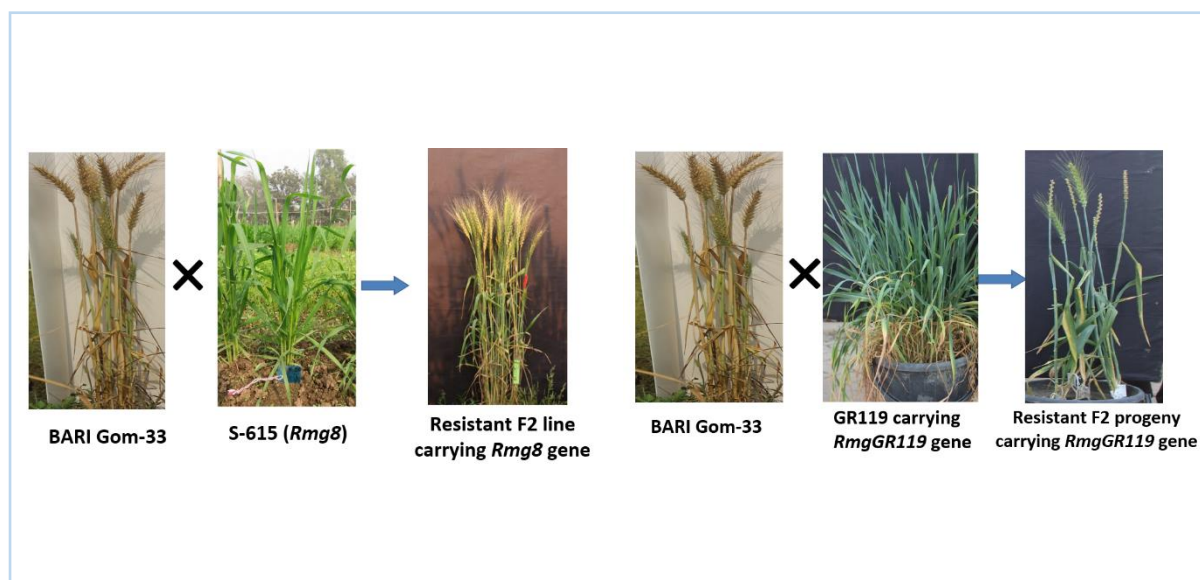 BARI Gom-33
S-615 (Rmg8)
Resistant F2 line
carrying Rmg8 gene
BARI Gom-33
GR119 carrying
RmgGR119 gene
Resistant F2 progeny
carrying RmgGR119 gene